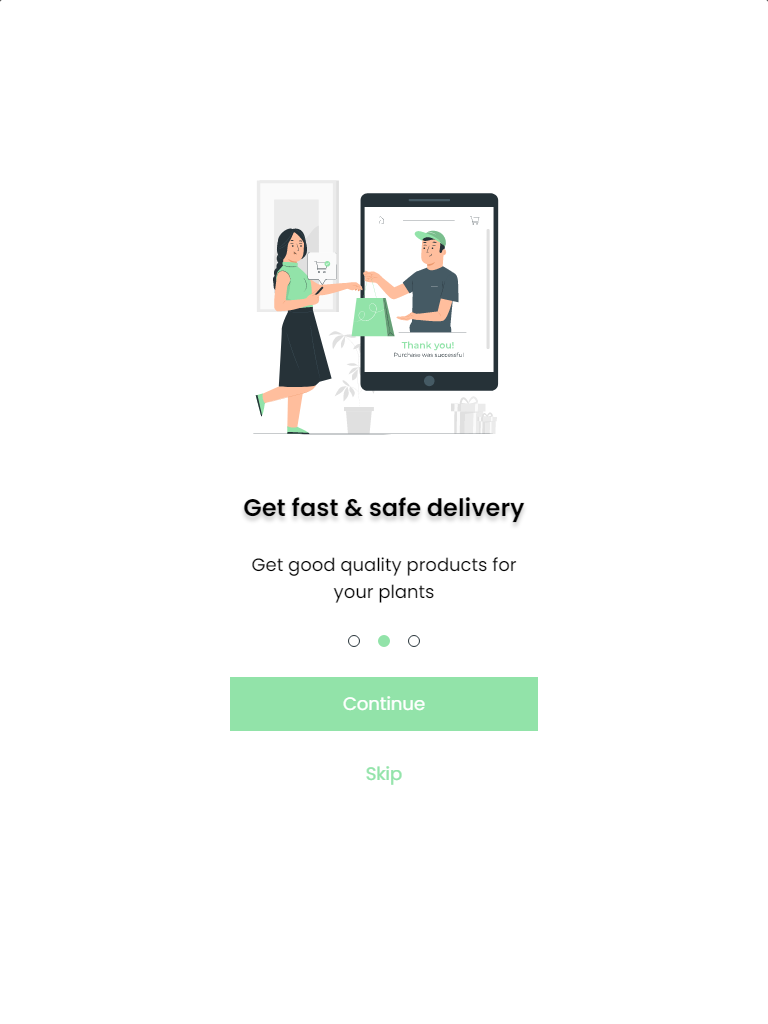 Thank you!
Purchase was successful
Get fast & safe delivery
Get good quality products for
your plants
Continue
Skip